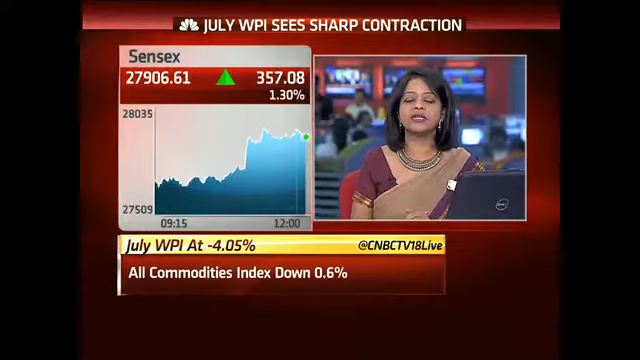 JULY WPI SEES SHARP CONTRACTION
Sensex
27906.61 357.08
1.30%
28035
27509
09:15 12:00
July WPI At -4.05% @CNBCTV18Live
All Commodities Index Down 0.6%